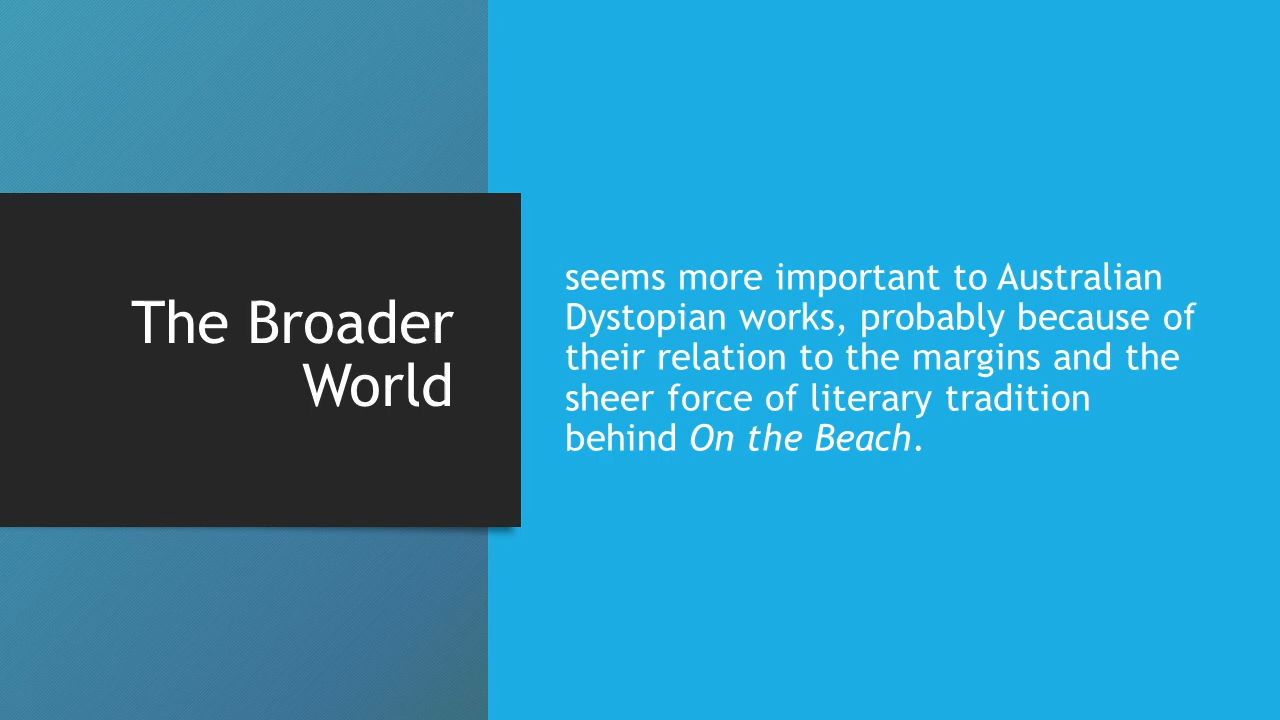 The Broader
World
seems more important to Australian
Dystopian works, probably because of
their relation to the margins and the
sheer force of literary tradition
behind On the Beach.